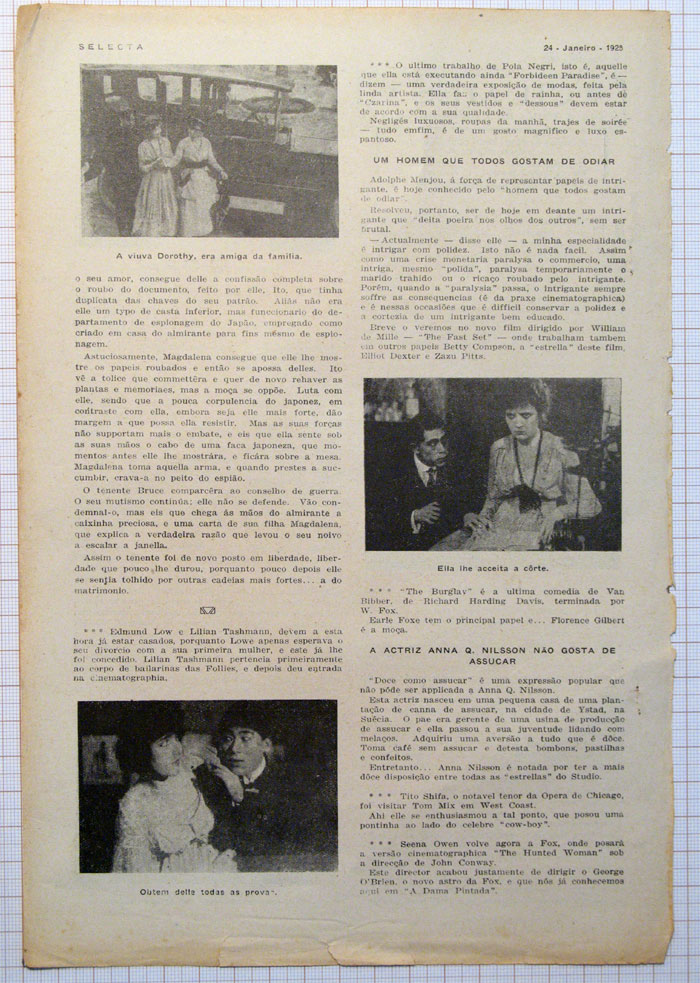 SELECTA
24 - Janeiro - 1925
A viuva Dorothy, era amiga da familia.
o seu amor, consegue delle a confissão completa sobre
o roubo do documento, feito por elle, Ito, que tinha
duplicata das chaves do seu patrão. Aliás não era
elle um typo de casta inferior, mas funccionario do de-
partamento de espionagem do Japão, empregado como
criado em casa do almirante para fins mesmo de espio-
nagem.
Astuciosamente, Magdalena consegue que elle lhe mos-
tre os papeis roubados e então se apossa delles. Ito
vê a tolice que commettêra e quer de novo rehaver as
plantas e memoriaes, mas a moça se oppõe. Luta com
elle, sendo que a pouca corpulencia do japonez, em
contraste com ella, embora seja elle mais forte, dão
margem a que possa ella resistir. Mas as suas forças
não supportam mais o embate, e eis que ella sente sob
as suas mãos o cabo de uma faca japoneza, que mo-
mentos antes elle lhe mostrára, e ficára sobre a mesa.
Magdalena toma aquella arma, e quando prestes a suc-
cumbir, crava-a no peito do espião.
O tenente Bruce comparcêra ao conselho de guerra.
O seu mutismo continúa; elle não se defende. Vão con-
demnal-o, mas eis que chega ás mãos do almirante a
caixinha preciosa, e uma carta de sua filha Magdalena,
que explica a verdadeira razão que levou o seu noivo
a escalar a janella.
Assim o tenente foi de novo posto em liberdade, liber-
dade que pouco lhe durou, porquanto pouco depois elle
se sentia tolhido por outras cadeias mais fortes... a do
matrimonio.
*** Edmund Low e Lilian Tashmann, devem a esta
hora já estar casados, porquanto Lowe apenas esperava o
seu divorcio com a sua primeira mulher, e este já lhe
foi concedido. Lilian Tashmann pertencia primeiramente
ao corpo de bailarinas das Follies, e depois deu entrada
na cinematographia.
Obtem delle todas as provas.
*** O ultimo trabalho de Pola Negri, isto é, aquelle
que ella está executando ainda "Forbideen Paradise", é —
dizem — uma verdadeira exposição de modas, feita pela
linda artista. Ella faz o papel de rainha, ou antes de
"Czarina", e os seus vestidos e "dessous" devem estar
de acordo com a sua qualidade.
Negligés luxuosos, roupas da manhã, trajes de soirée
— tudo emfim, é de um gosto magnifico e luxo es-
pantoso.
UM HOMEM QUE TODOS GOSTAM DE ODIAR
Adolphe Menjou, á força de representar papeis de intri-
gante, é hoje conhecido pelo "homem que todos gostam
de odiar".
Resolveu, portanto, ser de hoje em deante um intri-
gante que "deita poeira nos olhos dos outros", sem ser
brutal.
— Actualmente — disse elle — a minha especialidade
é intrigar com polidez. Isto não é nada facil. Assim
como uma crise monetaria paralysa o commercio, uma
intriga, mesmo "polida", paralysa temporariamente o
marido trahido ou o ricaço roubado pelo intrigante.
Porém, quando a "paralysia" passa, o intrigante sempre
soffre as consequencias (é da praxe cinematographica)
e é nessas occasiões que é difficil conservar a polidez e
a cortezia de um intrigante bem educado.
Breve o veremos no novo film dirigido por William
de Mille — "The Fast Set" — onde trabalham tambem
em outros papeis Betty Compson, a "estrella" deste film,
Elliot Dexter e Zazu Pitts.
Ella lhe acceita a côrte.
*** "The Burglav" é a ultima comedia de Van
Bibber, de Richard Harding Davis, terminada por
W. Fox.
Earle Foxe tem o principal papel e... Florence Gilbert
é a moça.
A ACTRIZ ANNA Q. NILSSON NÃO GOSTA DE
ASSUCAR
"Doce como assucar" é uma expressão popular que
não póde ser applicada a Anna Q. Nilsson.
Esta actriz nasceu em uma pequena casa de uma plan-
tação de canna de assucar, na cidade de Ystad, na
Suécia. O pae era gerente de uma usina de producção
de assucar e ella passou a sua juventude lidando com
melaços. Adquiriu uma aversão a tudo que é dôce.
Toma café sem assucar e detesta bombons, pastilhas
e confeitos.
Entretanto... Anna Nilsson é notada por ter a mais
dôce disposição entre todas as "estrellas" do Studio.
*** Tito Shifa, o notavel tenor da Opera de Chicago,
foi visitar Tom Mix em West Coast.
Ahi elle se enthusiasmou a tal ponto, que posou uma
pontinha ao lado do celebre "cow-boy".
*** Seena Owen volve agora a Fox, onde posará
a versão cinematographica "The Hunted Woman" sob
a direcção de John Conway.
Este director acabou justamente de dirigir o George
O'Brien, o novo astro da Fox, e que nós já conhecemos
aqui em "A Dama Pintada".